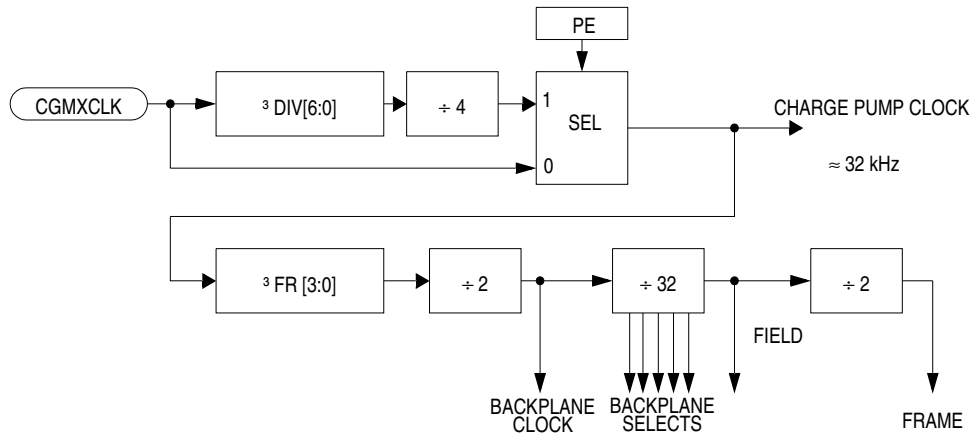 PE
CGMXCLK
³ DIV[6:0]
÷ 4
1
SEL
0
CHARGE PUMP CLOCK
≈ 32 kHz
³ FR [3:0]
÷ 2
÷ 32
÷ 2
FIELD
BACKPLANE
CLOCK
BACKPLANE
SELECTS
FRAME